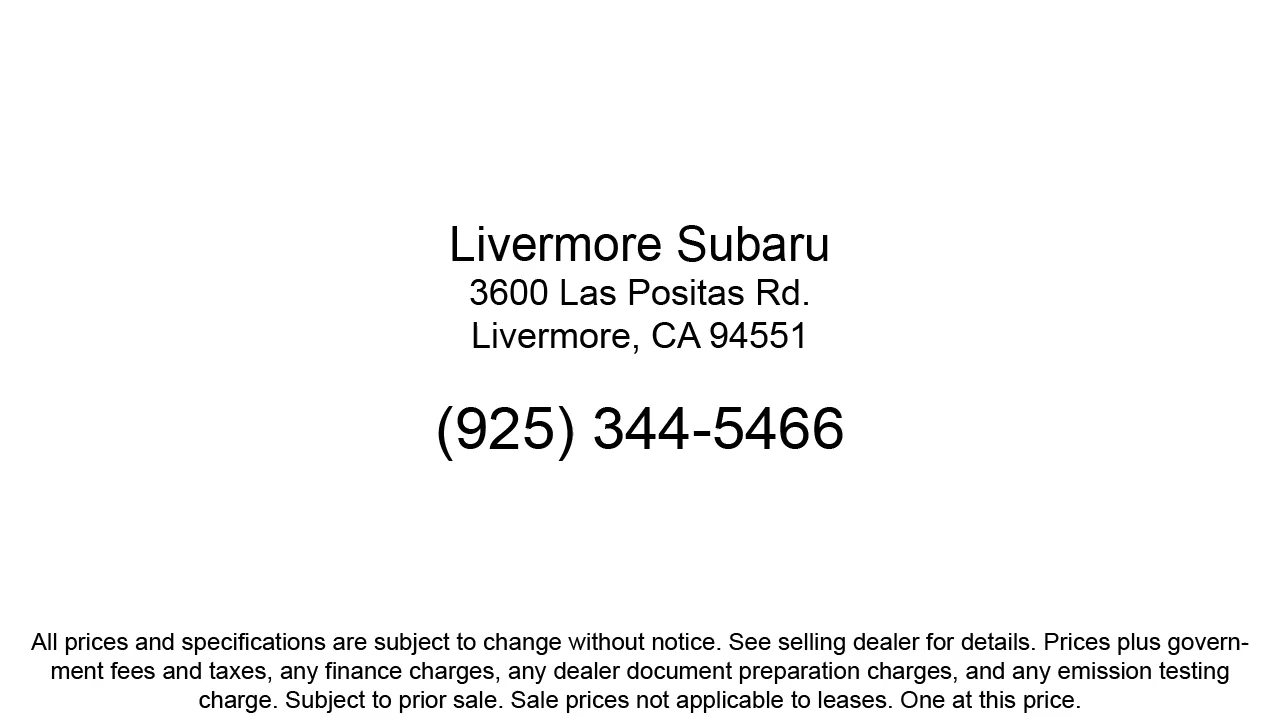 Livermore Subaru
3600 Las Positas Rd.
Livermore, CA 94551
(925) 344-5466
All prices and specifications are subject to change without notice. See selling dealer for details. Prices plus govern-
ment fees and taxes, any finance charges, any dealer document preparation charges, and any emission testing
charge. Subject to prior sale. Sale prices not applicable to leases. One at this price.